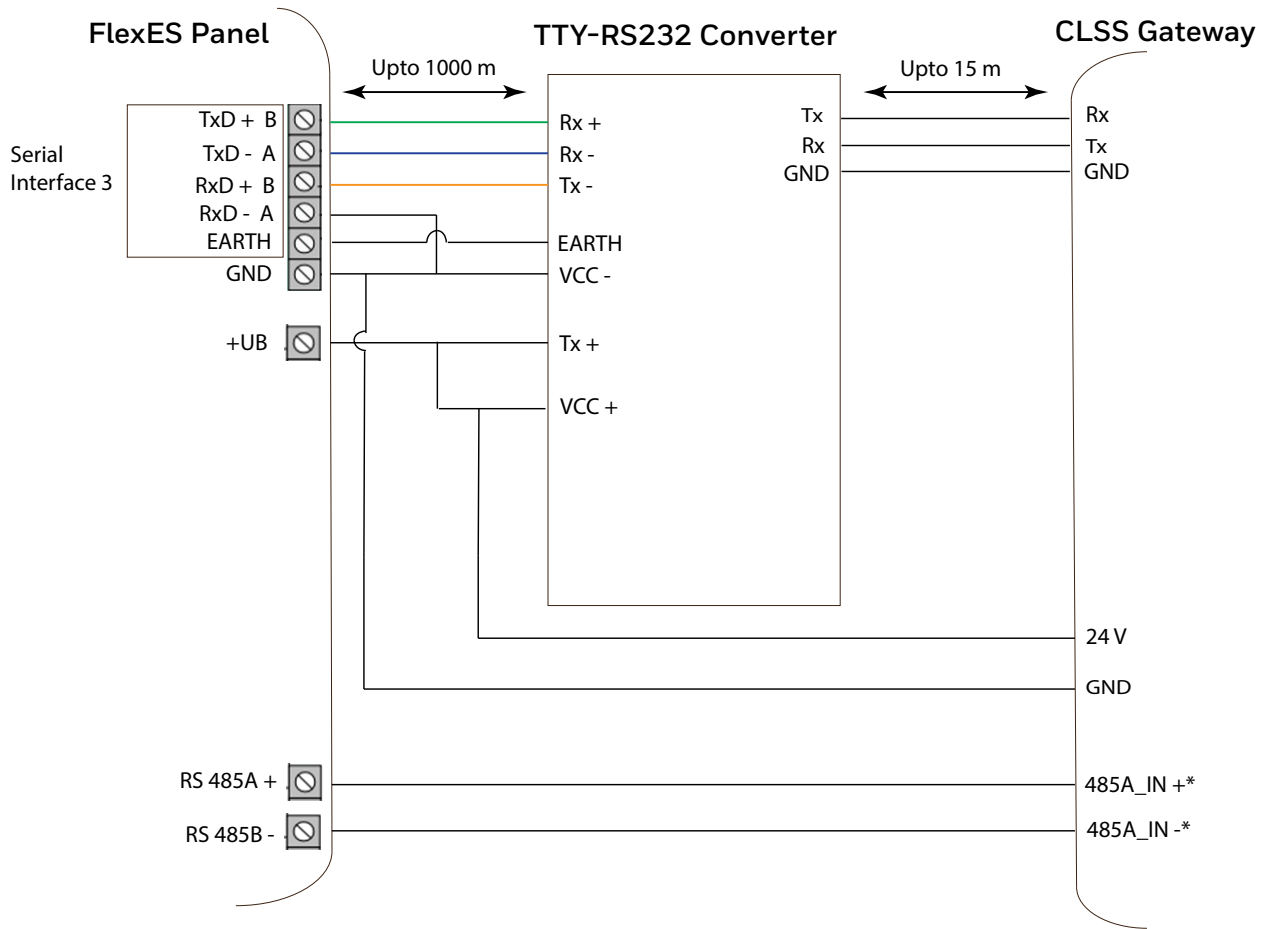 FlexES Panel
TTY-RS232 Converter
CLSS Gateway
Upto 1000 m
Upto 15 m
Serial
Interface 3
TxD + B
TxD - A
RxD + B
RxD - A
EARTH
GND
+UB
Rx +
Rx -
Tx -
EARTH
VCC -
Tx +
VCC +
Tx
Rx
GND
Rx
Tx
GND
24 V
GND
RS 485A +
RS 485B -
485A_IN +*
485A_IN -*